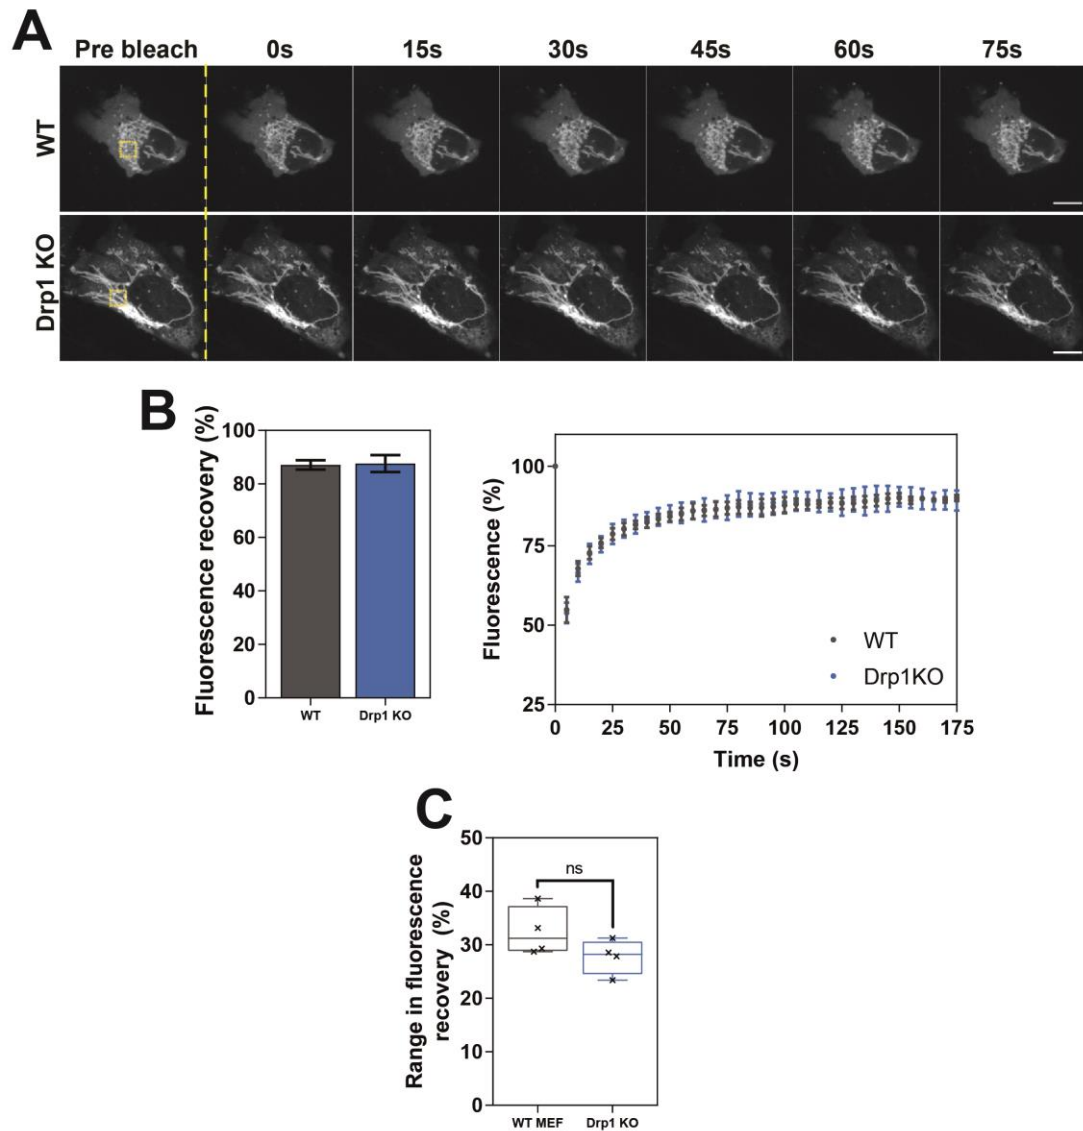 A
Pre bleach 0s 15s 30s 45s 60s 75s
WT
Drp1 KO
B
Fluorescence recovery (%)
100
80
60
40
20
0
WT Drp1 KO
Fluorescence (%)
100
75
50
25
WT
Drp1KO
0 25 50 75 100 125 150 175
Time (s)
C
Range in fluorescence
recovery (%)
50
40
30
20
10
0
ns
WT MEF Drp1 KO